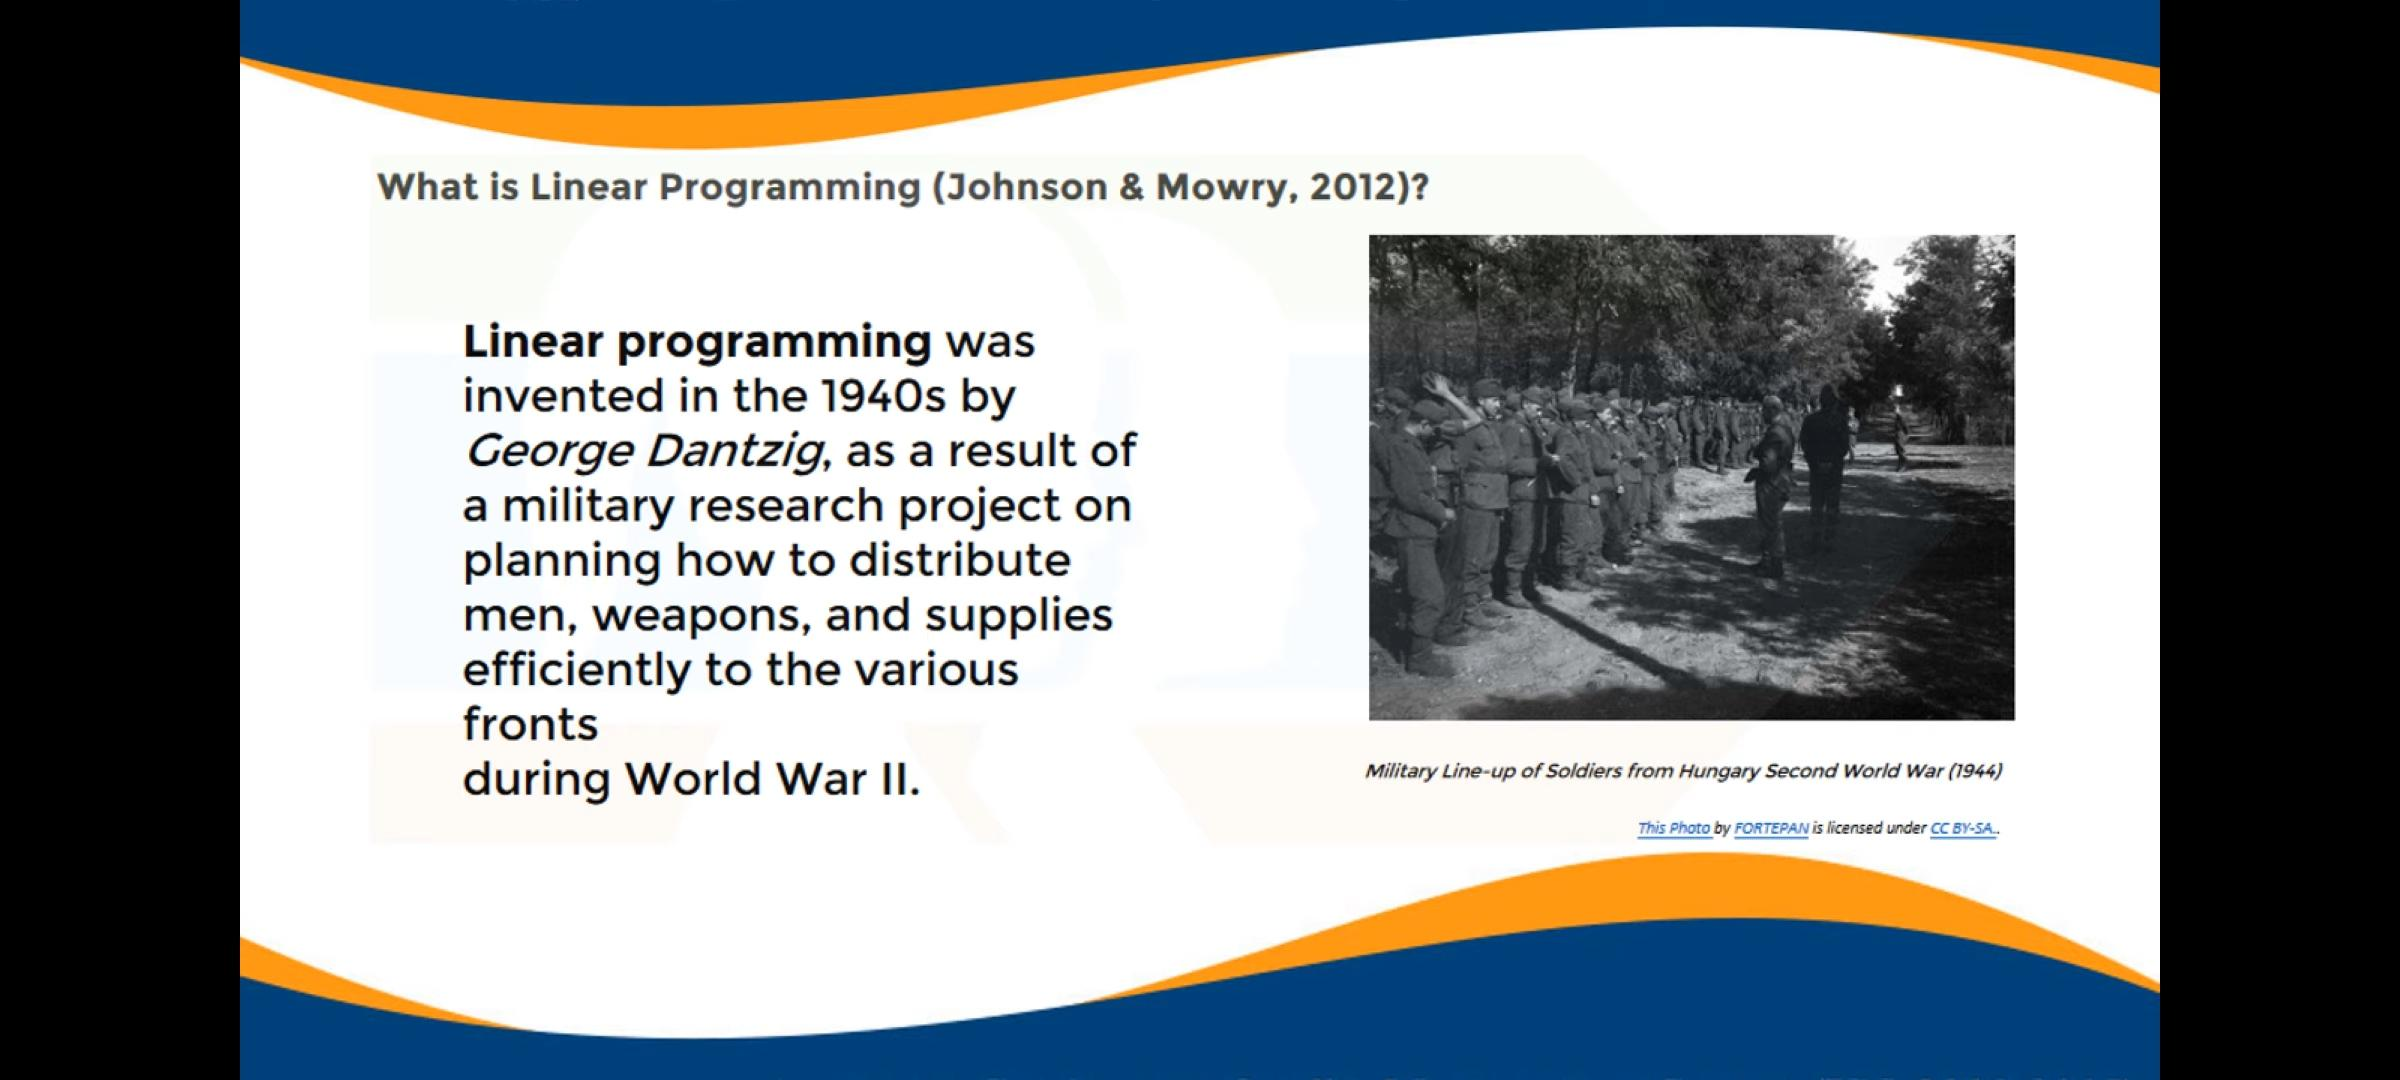 What is Linear Programming (Johnson & Mowry, 2012)?
Linear programming was
invented in the 1940s by
George Dantzig, as a result of
a military research project on
planning how to distribute
men, weapons, and supplies
efficiently to the various
fronts
during World War II.
Military Line-up of Soldiers from Hungary Second World War (1944)
This Photo by FORTEPAN is licensed under CC BY-SA..